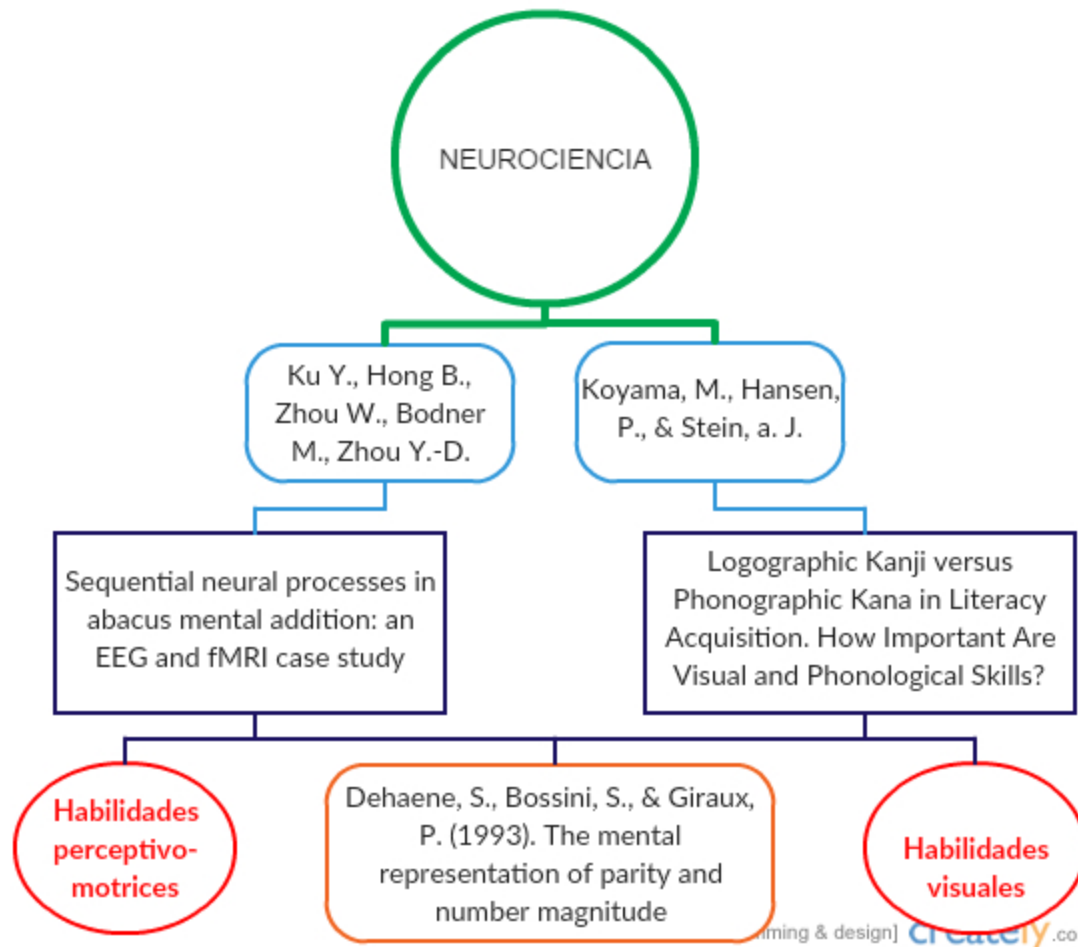 NEUROCIENCIA
Ku Y., Hong B.,
Zhou W., Bodner
M., Zhou Y.-D.
Koyama, M., Hansen,
P., & Stein, a. J.
Sequential neural processes in
abacus mental addition: an
EEG and fMRI case study
Logographic Kanji versus
Phonographic Kana in Literacy
Acquisition. How Important Are
Visual and Phonological Skills?
Habilidades
perceptivo-
motrices
Dehaene, S., Bossini, S., & Giraux,
P. (1993). The mental
representation of parity and
number magnitude
Habilidades
visuales
& design]